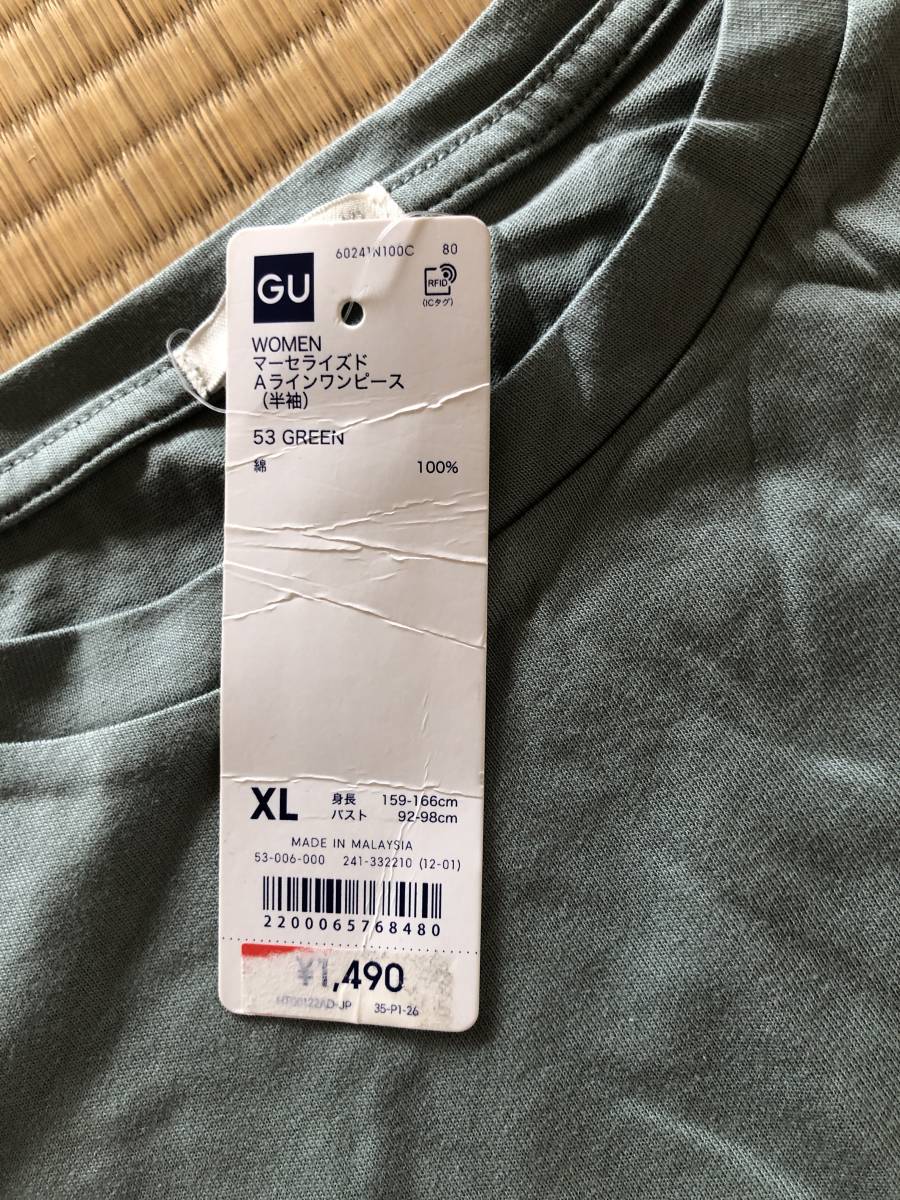 60241N100C 80
GU
RFID
(ICタグ)
WOMEN
マーセライズド
Aラインワンピース
(半袖)
53 GREEN
綿 100%
XL 身長 159-166cm
バスト 92-98cm
MADE IN MALAYSIA
53-006-000 241-332210 (12-01)
2200065768480
¥1,490
35-P1-26